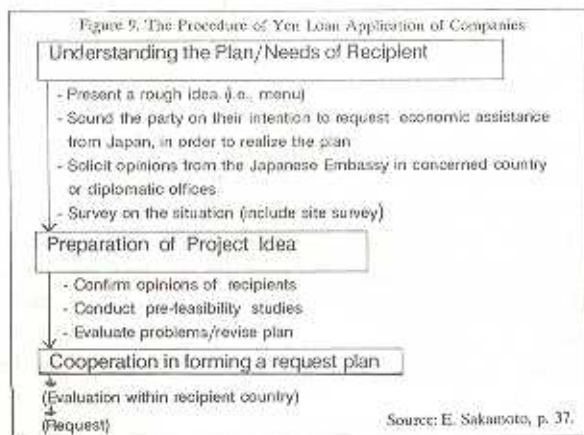 Figure 9. The Procedure of Yen Loan Application of Companies
Understanding the Plan/Needs of Recipient
- Present a rough idea (i.e., menu)
- Sound the party on their intention to request economic assistance
from Japan, in order to realize the plan
- Solicit opinions from the Japanese Embassy in concerned country
or diplomatic offices
- Survey on the situation (include site survey)
Preparation of Project Idea
- Confirm opinions of recipients
- Conduct pre-feasibility studies
- Evaluate problems/revise plan
Cooperation in forming a request plan
(Evaluation within recipient country)
(Request)
Source: E. Sakamoto, p. 37.